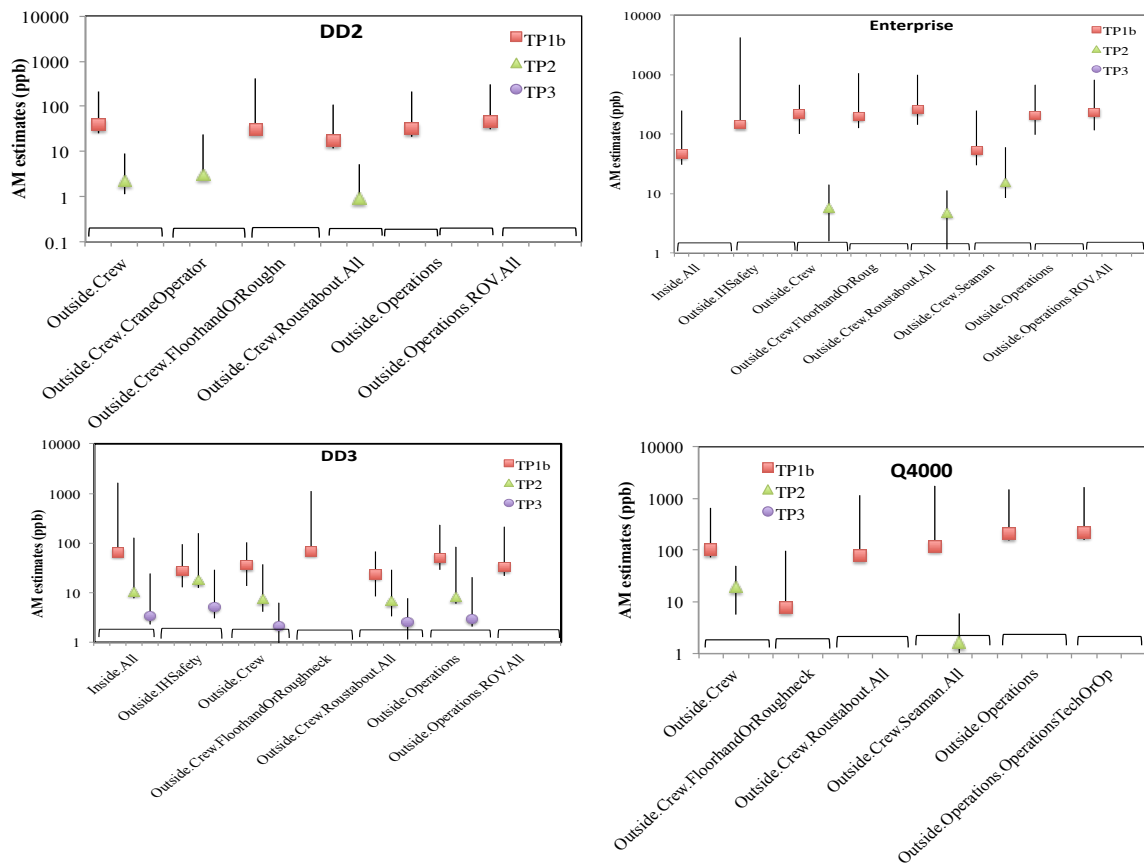 DD2
AM estimates (ppb)
10000
1000
100
10
1
0.1
TP1b
TP2
TP3
Outside.Crew
Outside.Crew.CraneOperator
Outside.Crew.FloorhandOrRoughn
Outside.Crew.Roustabout.All
Outside.Operations
Outside.Operations.ROV.All
Enterprise
AM estimates (ppb)
10000
1000
100
10
1
TP1b
TP2
TP3
Inside.All
Outside.IHSafety
Outside.Crew
Outside.Crew.FloorhandOrRoug
Outside.Crew.Roustabout.All
Outside.Crew.Seaman
Outside.Operations
Outside.Operations.ROV.All
DD3
AM estimates (ppb)
10000
1000
100
10
1
TP1b
TP2
TP3
Inside.All
Outside.IHSafety
Outside.Crew
Outside.Crew.FloorhandOrRoughneck
Outside.Crew.Roustabout.All
Outside.Operations
Outside.Operations.ROV.All
Q4000
AM estimates (ppb)
10000
1000
100
10
1
TP1b
TP2
TP3
Outside.Crew
Outside.Crew.FloorhandOrRoughneck
Outside.Crew.Roustabout.All
Outside.Crew.Seaman.All
Outside.Operations
Outside.Operations.OperationsTechOrOp